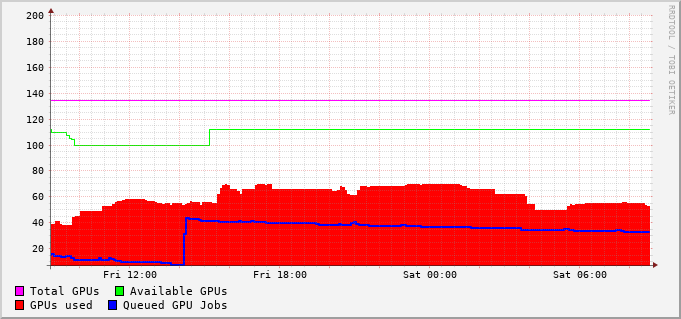 200
180
160
140
120
100
80
60
40
20
Fri 12:00 Fri 18:00 Sat 00:00 Sat 06:00
Total GPUs Available GPUs
GPUs used Queued GPU Jobs
RRDTOOL / TOBI OETIKER